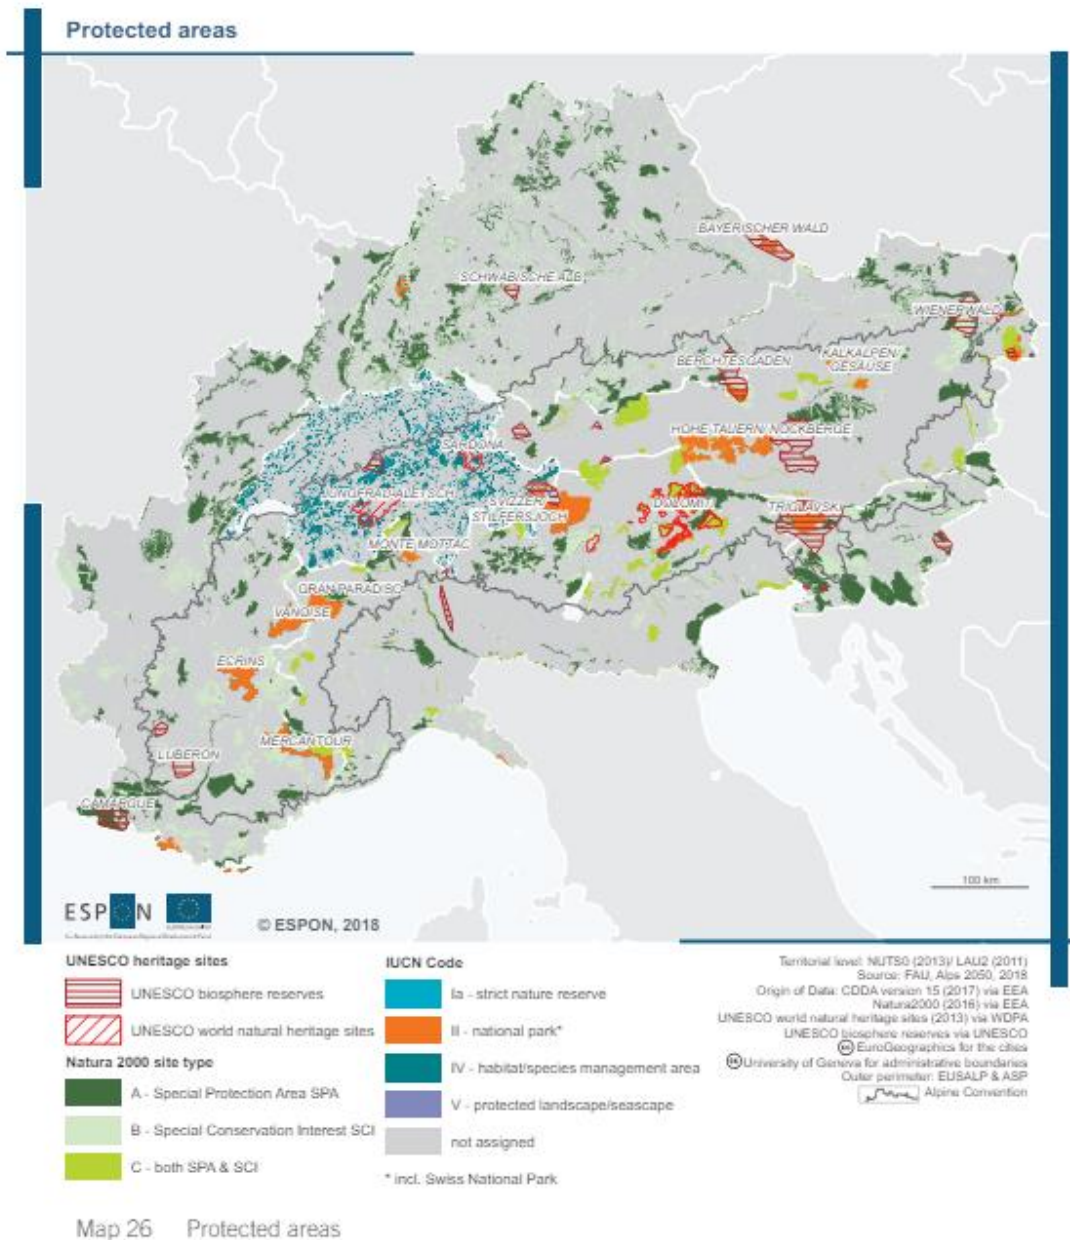 Protected areas
BAYERISCHER WALD
SCHWÄBISCHE ALB
WIENERWALD
BERCHTESGADEN
KALKALPEN/
GESÄUSE
HOHE TAUERN/ NOCKBERGE
SARDONA
JUNGFRAU-ALETSCH
SVIZZER/
STILFERSJOCH
DOLOMITI
TRIGLAVSKI
MONTE MOTTAC
GRAN PARADISO
VANOISE
ECRINS
MERCANTOUR
LUBERON
CAMARGUE
100 km
ESPON
© ESPON, 2018
UNESCO heritage sites
UNESCO biosphere reserves
UNESCO world natural heritage sites
Natura 2000 site type
A - Special Protection Area SPA
B - Special Conservation Interest SCI
C - both SPA & SCI
IUCN Code
Ia - strict nature reserve
II - national park*
IV - habitat/species management area
V - protected landscape/seascape
not assigned
* incl. Swiss National Park
Territorial level: NUTS0 (2013)/ LAU2 (2011)
Source: FAU, Alps 2050, 2018
Origin of Data: CDDA version 15 (2017) via EEA
Natura2000 (2016) via EEA
UNESCO world natural heritage sites (2013) via WDPA
UNESCO biosphere reserves via UNESCO
EuroGeographics for the cities
University of Geneva for administrative boundaries
Outer perimeter: EUSALP & ASP
Alpine Convention
Map 26 Protected areas